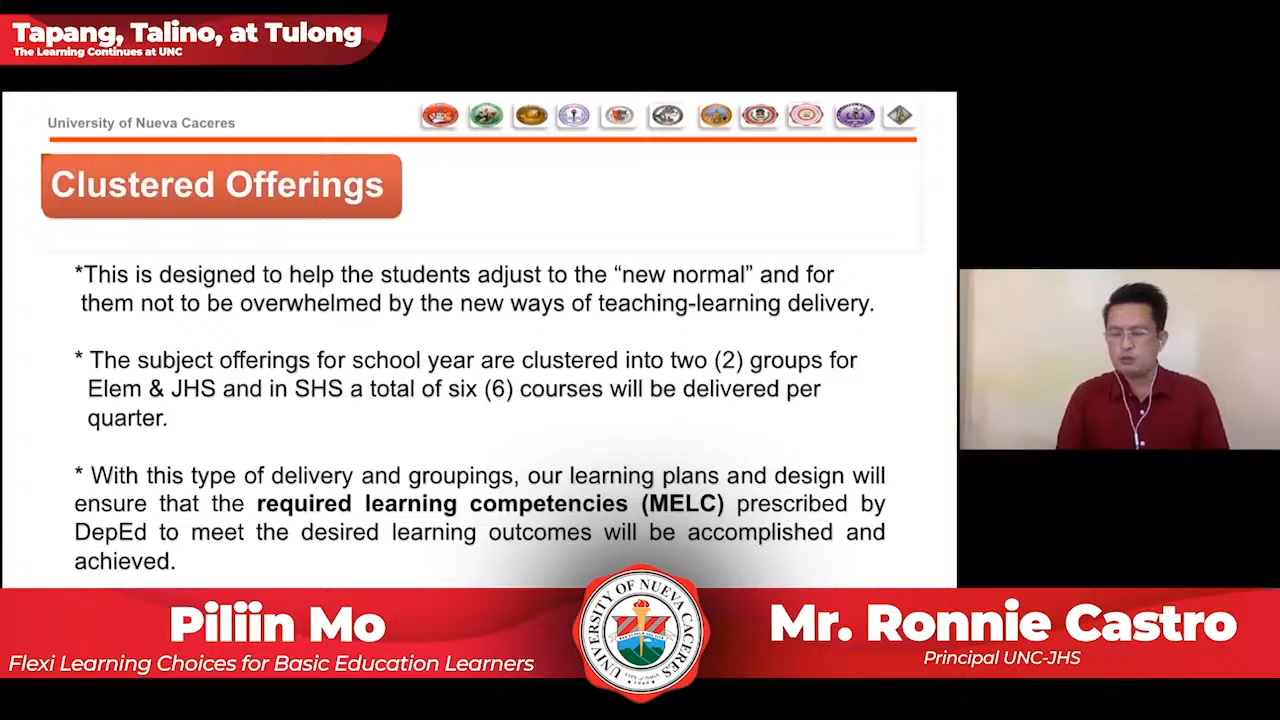 Tapang, Talino, at Tulong
The Learning Continues at UNC
University of Nueva Caceres
Clustered Offerings
*This is designed to help the students adjust to the “new normal” and for
them not to be overwhelmed by the new ways of teaching-learning delivery.
* The subject offerings for school year are clustered into two (2) groups for
Elem & JHS and in SHS a total of six (6) courses will be delivered per
quarter.
* With this type of delivery and groupings, our learning plans and design will
ensure that the required learning competencies (MELC) prescribed by
DepEd to meet the desired learning outcomes will be accomplished and
achieved.
Piliin Mo
Flexi Learning Choices for Basic Education Learners
UNIVERSITY OF NUEVA CACERES
CITY OF NAGA
1948
Mr. Ronnie Castro
Principal UNC-JHS